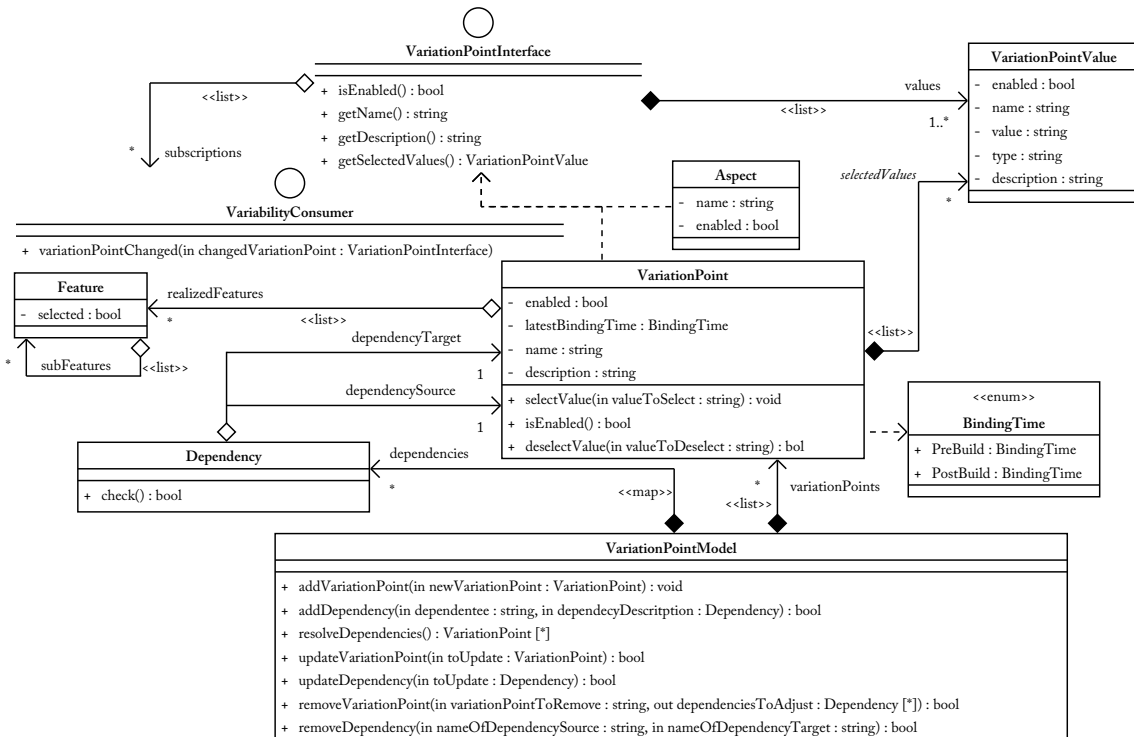 VariationPointInterface
+ isEnabled() : bool
+ getName() : string
+ getDescription() : string
+ getSelectedValues() : VariationPointValue
<<list>>
* subscriptions
values
<<list>>
1..*
VariationPointValue
- enabled : bool
- name : string
- value : string
- type : string
- description : string
selectedValues
*
<<list>>
Aspect
- name : string
- enabled : bool
VariabilityConsumer
+ variationPointChanged(in changedVariationPoint : VariationPointInterface)
Feature
- selected : bool
* subFeatures
<<list>>
realizedFeatures
*
<<list>>
VariationPoint
- enabled : bool
- latestBindingTime : BindingTime
- name : string
- description : string
+ selectValue(in valueToSelect : string) : void
+ isEnabled() : bool
+ deselectValue(in valueToDeselect : string) : bol
dependencyTarget
1
dependencySource
1
<<enum>>
BindingTime
+ PreBuild : BindingTime
+ PostBuild : BindingTime
Dependency
+ check() : bool
dependencies
*
<<map>>
* variationPoints
<<list>>
VariationPointModel
+ addVariationPoint(in newVariationPoint : VariationPoint) : void
+ addDependency(in dependentee : string, in dependecyDescritption : Dependency) : bool
+ resolveDependencies() : VariationPoint [*]
+ updateVariationPoint(in toUpdate : VariationPoint) : bool
+ updateDependency(in toUpdate : Dependency) : bool
+ removeVariationPoint(in variationPointToRemove : string, out dependenciesToAdjust : Dependency [*]) : bool
+ removeDependency(in nameOfDependencySource : string, in nameOfDependencyTarget : string) : bool